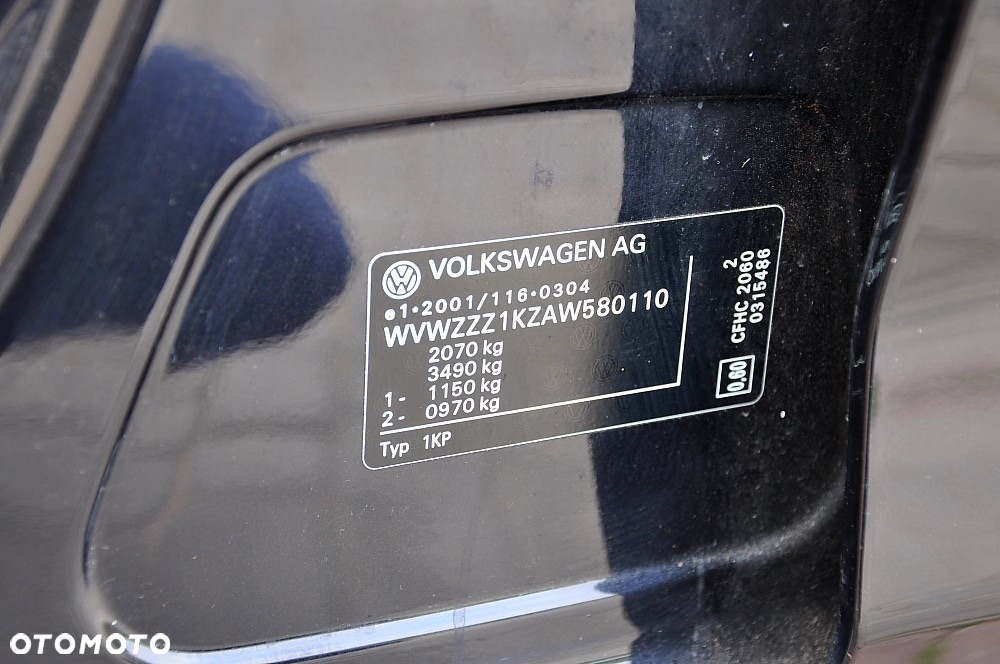 VOLKSWAGEN AG
e1*2001/116*0304
WVWZZZ1KZAW580110
2070 kg
3490 kg
1 - 1150 kg
2 - 0970 kg
Typ 1KP
0.60
CFHC 2060 2
0315486
OTOMOTO